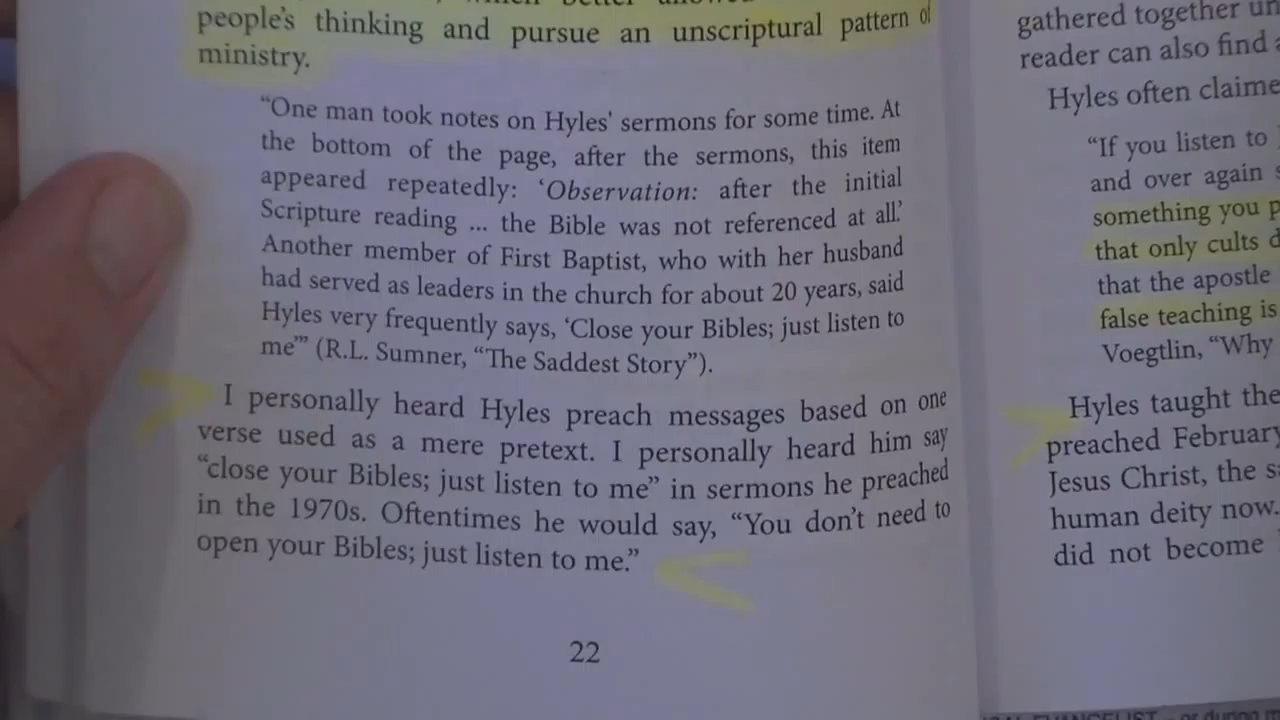 people's thinking and pursue an unscriptural pattern of
ministry.
"One man took notes on Hyles' sermons for some time. At
the bottom of the page, after the sermons, this item
appeared repeatedly: 'Observation: after the initial
Scripture reading ... the Bible was not referenced at all.'
Another member of First Baptist, who with her husband
had served as leaders in the church for about 20 years, said
Hyles very frequently says, 'Close your Bibles; just listen to
me'" (R.L. Sumner, "The Saddest Story").
I personally heard Hyles preach messages based on one
verse used as a mere pretext. I personally heard him say
"close your Bibles; just listen to me" in sermons he preached
in the 1970s. Oftentimes he would say, "You don't need to
open your Bibles; just listen to me."
22
gathered together
reader can also find
Hyles often
"If you listen to
and over again
something you
that only cults
that the apostle
false teaching is
Voegtlin, "Why
Hyles taught
preached February
Jesus Christ, the
human deity now.
did not become